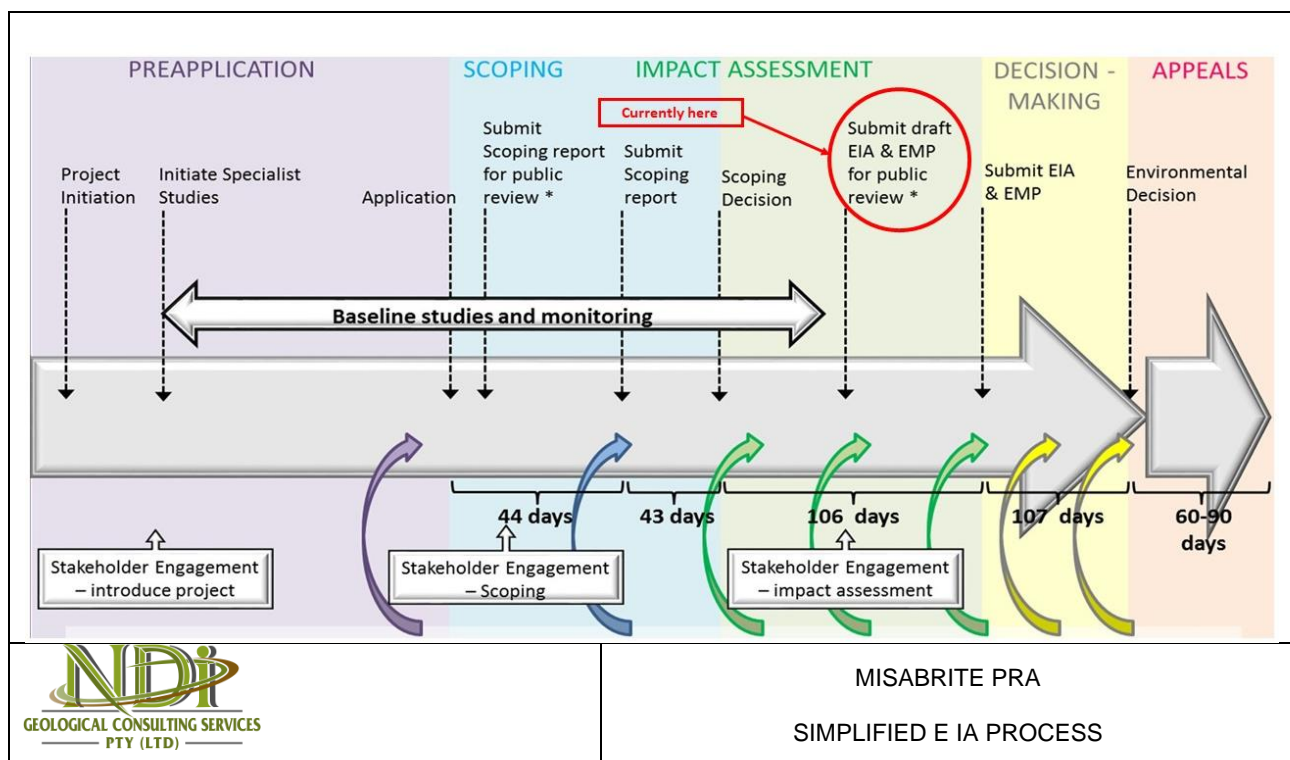 PREAPPLICATION
SCOPING
IMPACT ASSESSMENT
DECISION -
MAKING
APPEALS
Currently here
Project
Initiation
Initiate Specialist
Studies
Application
Submit
Scoping report
for public
review *
Submit
Scoping
report
Scoping
Decision
Submit draft
EIA & EMP
for public
review *
Submit EIA
& EMP
Environmental
Decision
Baseline studies and monitoring
44 days
43 days
106 days
107 days
60-90
days
Stakeholder Engagement
– introduce project
Stakeholder Engagement
– Scoping
Stakeholder Engagement
– impact assessment
NDi
GEOLOGICAL CONSULTING SERVICES
PTY (LTD)
MISABRITE PRA
SIMPLIFIED E IA PROCESS